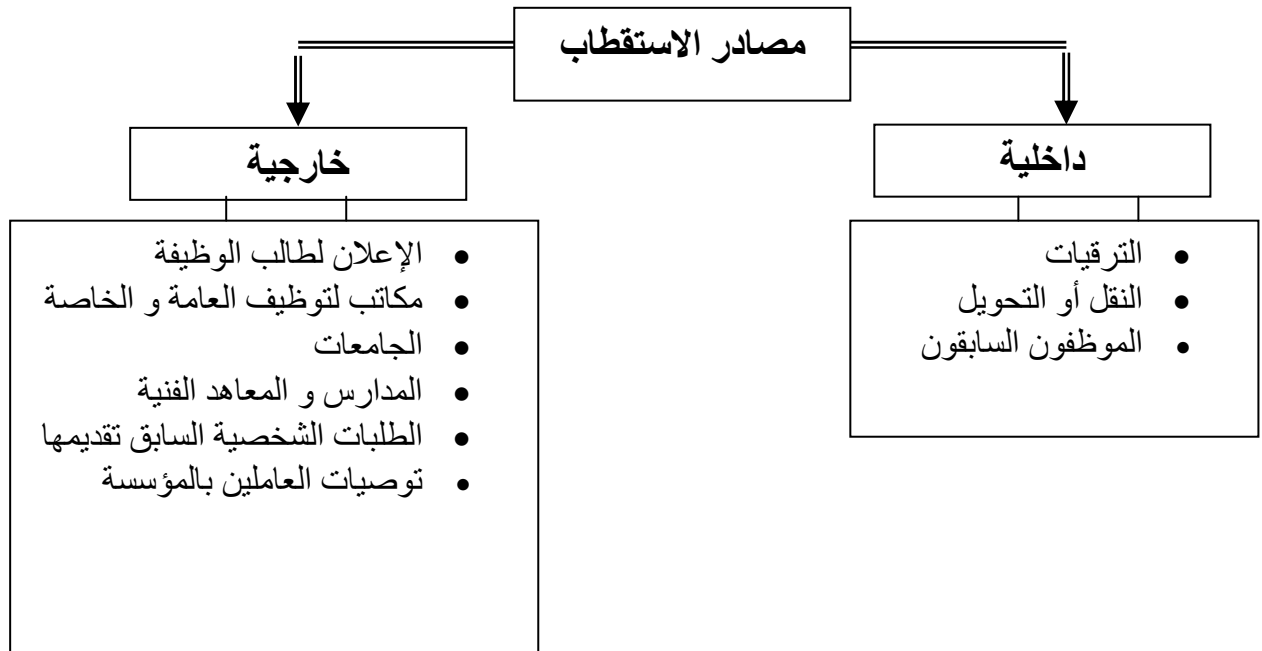 مصادر الاستقطاب
داخلية
• الترقيات
• النقل أو التحويل
• الموظفون السابقون
خارجية
• الإعلان لطالب الوظيفة
• مكاتب لتوظيف العامة و الخاصة
• الجامعات
• المدارس و المعاهد الفنية
• الطلبات الشخصية السابق تقديمها
• توصيات العاملين بالمؤسسة